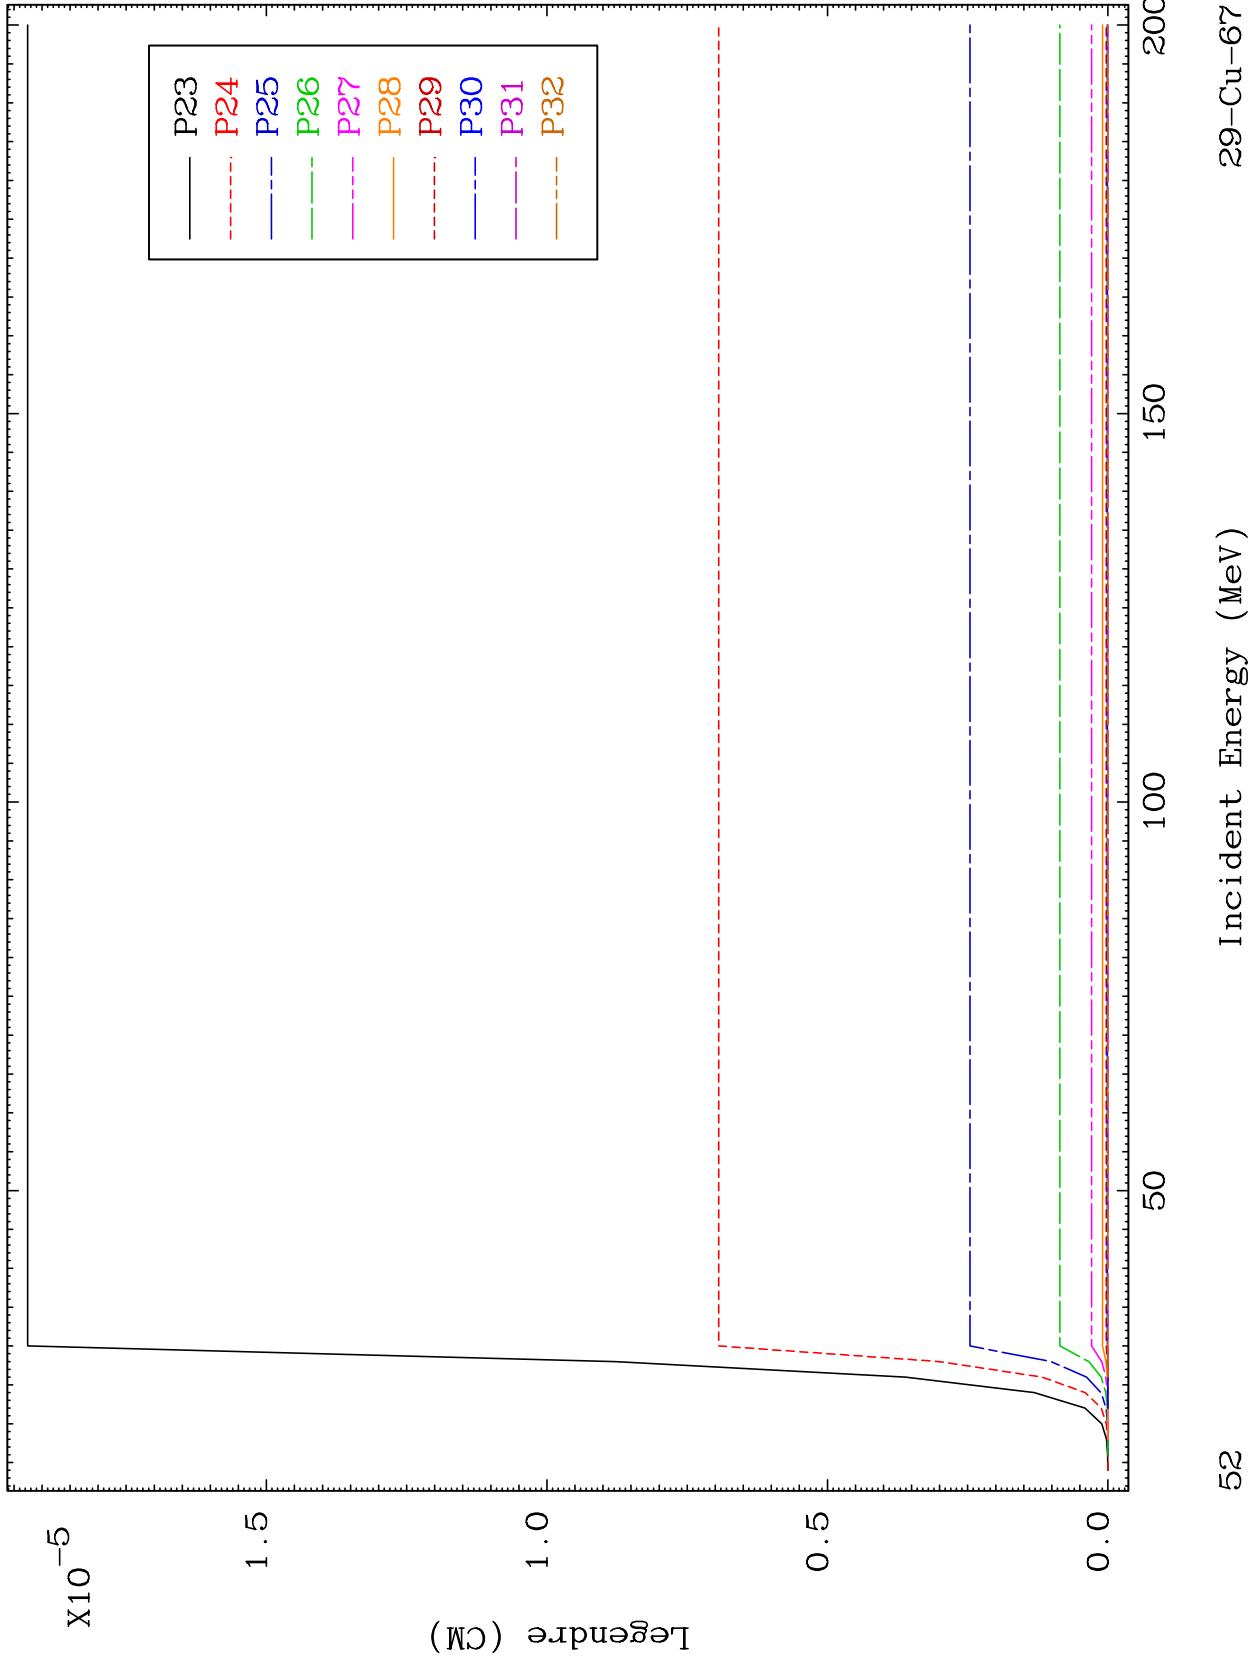 X10-5
1.5
1.0
0.5
0.0
Legendre (CM)
P23
P24
P25
P26
P27
P28
P29
P30
P31
P32
50
100
150
200
Incident Energy (MeV)
52
29-Cu-67